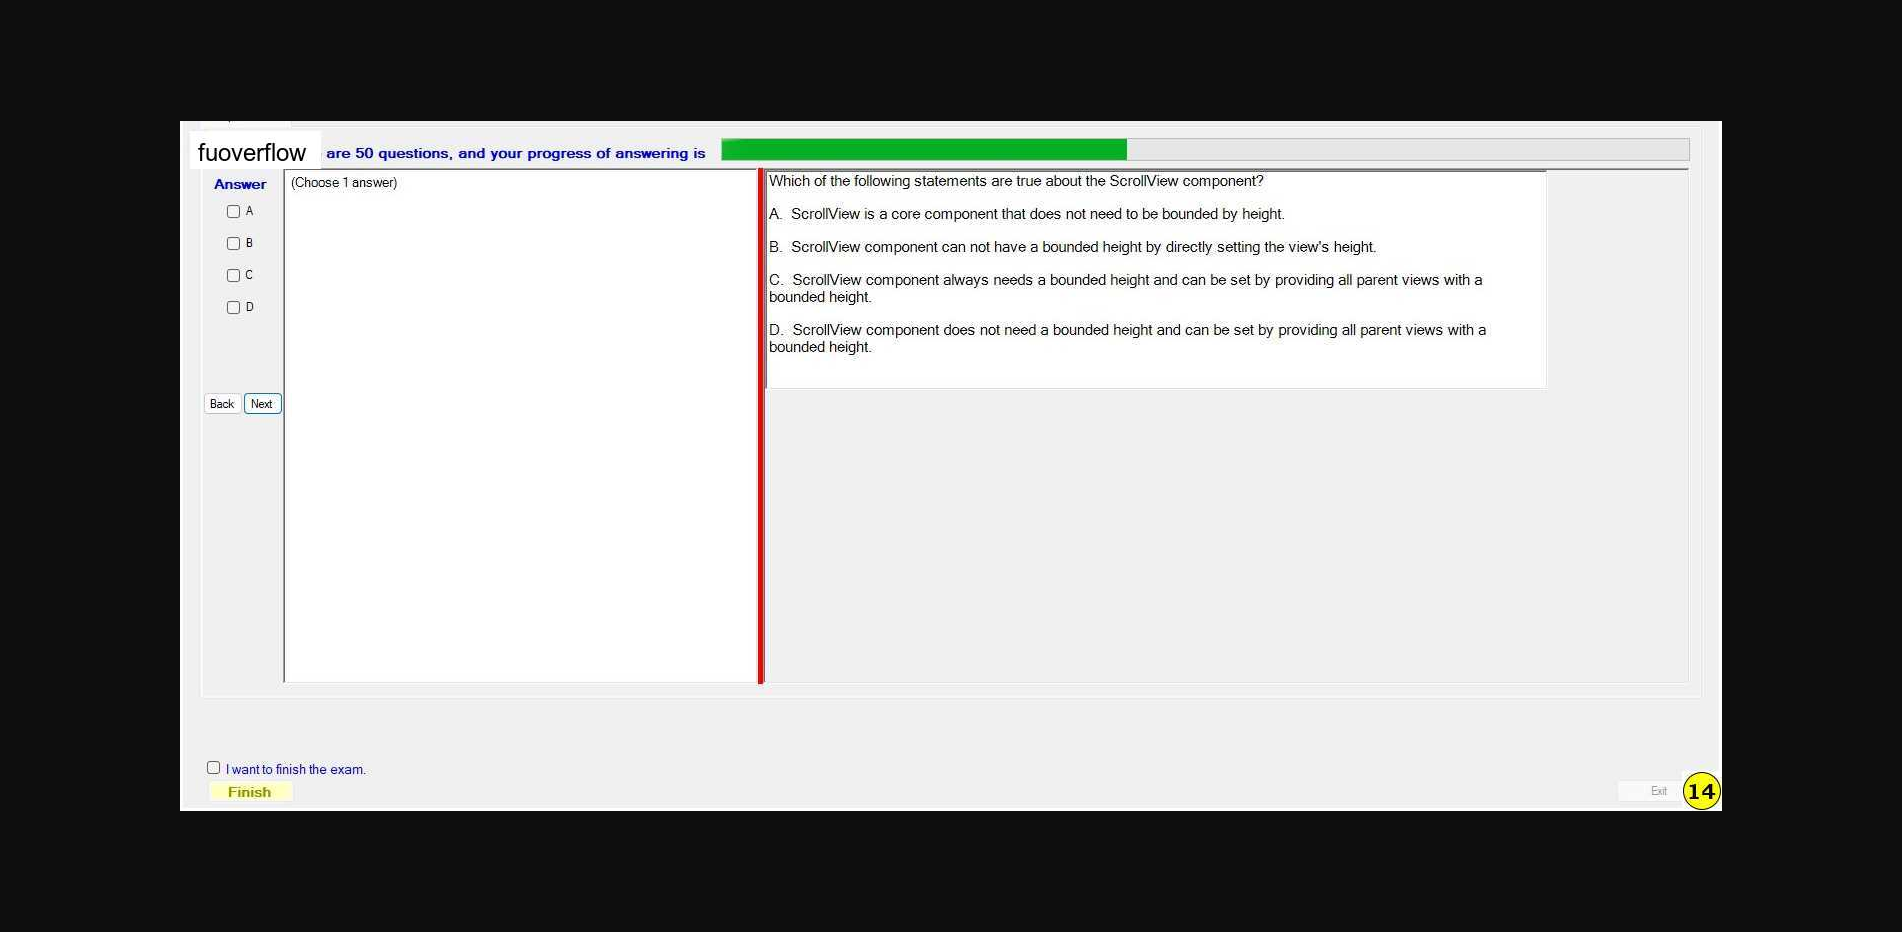 fuoverflow are 50 questions, and your progress of answering is
Answer
(Choose 1 answer)
A
B
C
D
Back Next
Which of the following statements are true about the ScrollView component?
A. ScrollView is a core component that does not need to be bounded by height.
B. ScrollView component can not have a bounded height by directly setting the view's height.
C. ScrollView component always needs a bounded height and can be set by providing all parent views with a
bounded height.
D. ScrollView component does not need a bounded height and can be set by providing all parent views with a
bounded height.
I want to finish the exam.
Finish
Exit
14